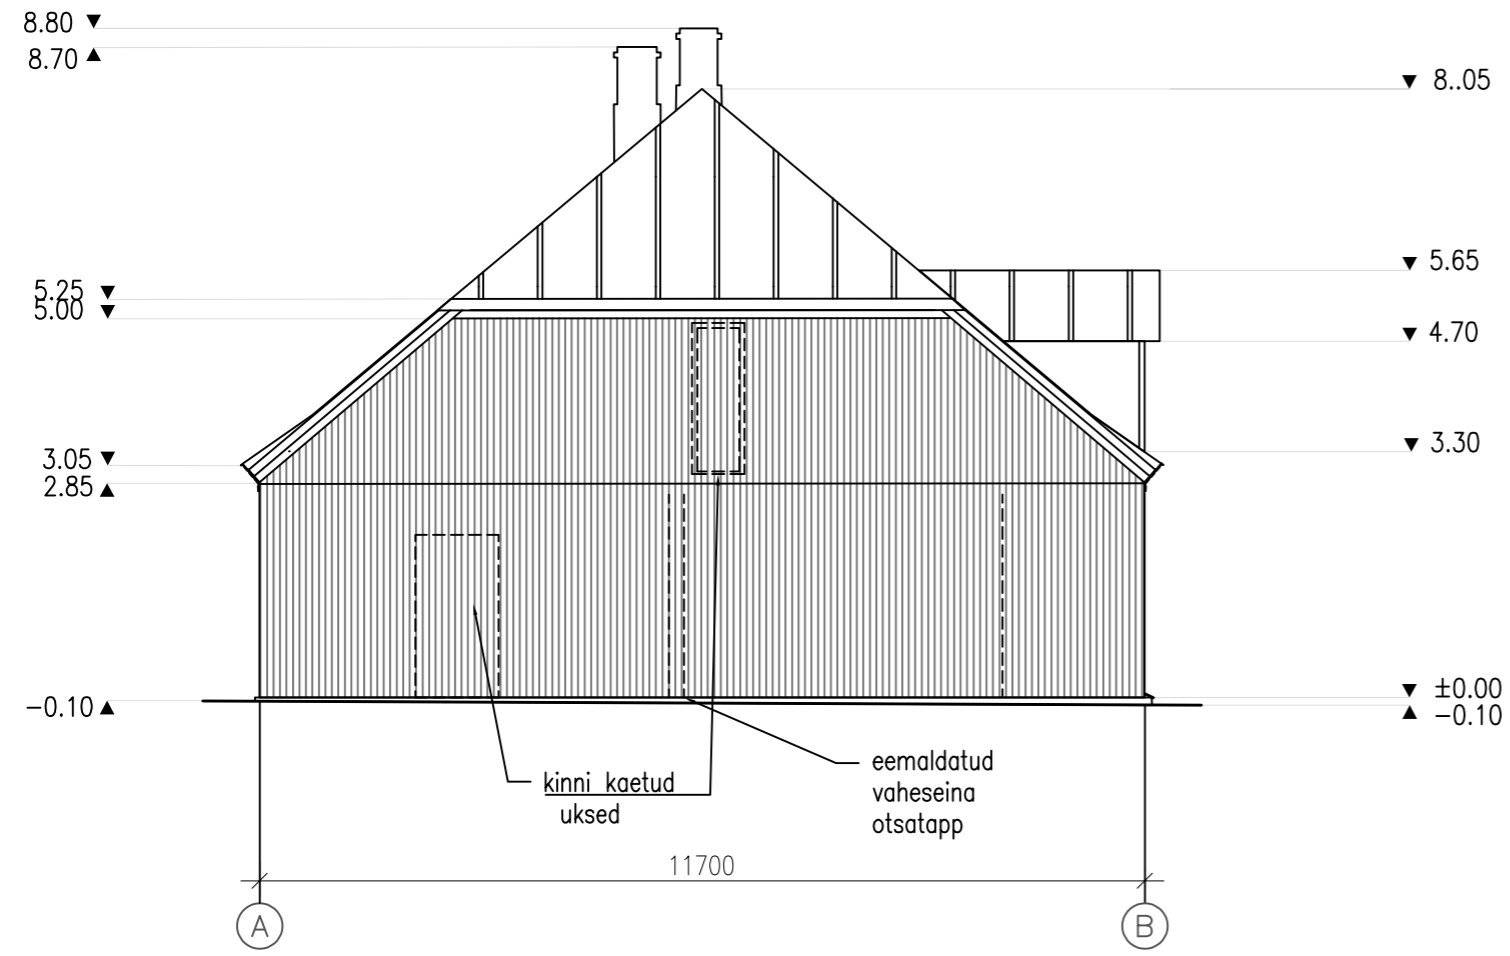 8.80
8.70
8..05
5.65
5.25
5.00
4.70
3.30
3.05
2.85
±0.00
-0.10
-0.10
kinni kaetud
uksed
eemaldatud
vaheseina
otsatapp
11700
A
B